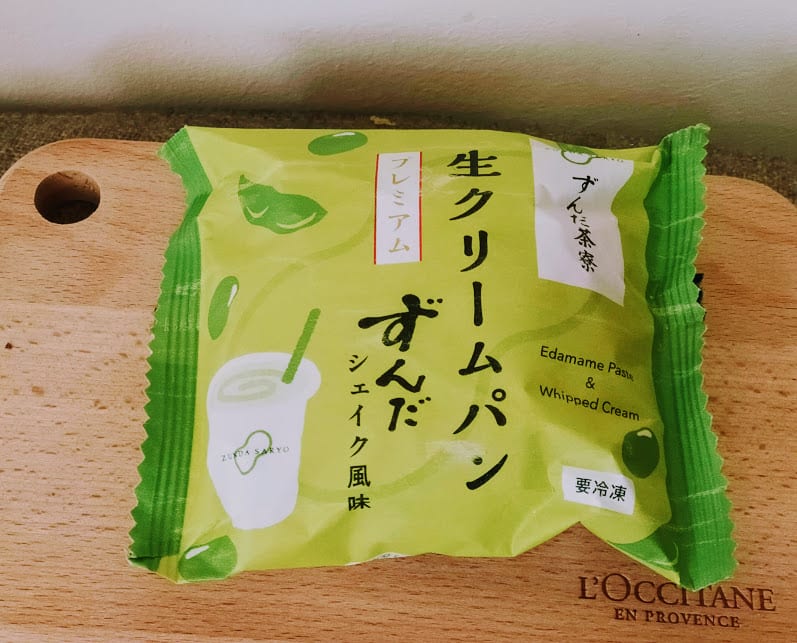 ずんだ茶寮
生クリームパン
プレミアム
ずんだ
シェイク風味
Edamame Paste
&
Whipped Cream
要冷凍
ZUNDA SARYO
L'OCCITANE
EN PROVENCE